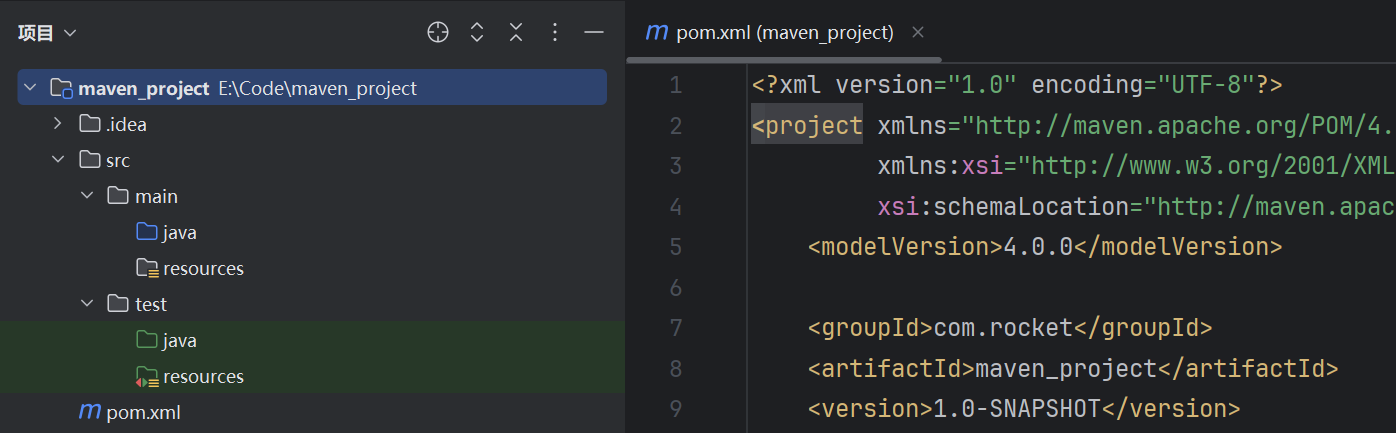 项目
maven_project E:\Code\maven_project
.idea
src
main
java
resources
test
java
resources
pom.xml
pom.xml (maven_project)
1 <?xml version="1.0" encoding="UTF-8"?>
2 <project xmlns="http://maven.apache.org/POM/4.
3 xmlns:xsi="http://www.w3.org/2001/XML
4 xsi:schemaLocation="http://maven.apac
5 <modelVersion>4.0.0</modelVersion>
6
7 <groupId>com.rocket</groupId>
8 <artifactId>maven_project</artifactId>
9 <version>1.0-SNAPSHOT</version>